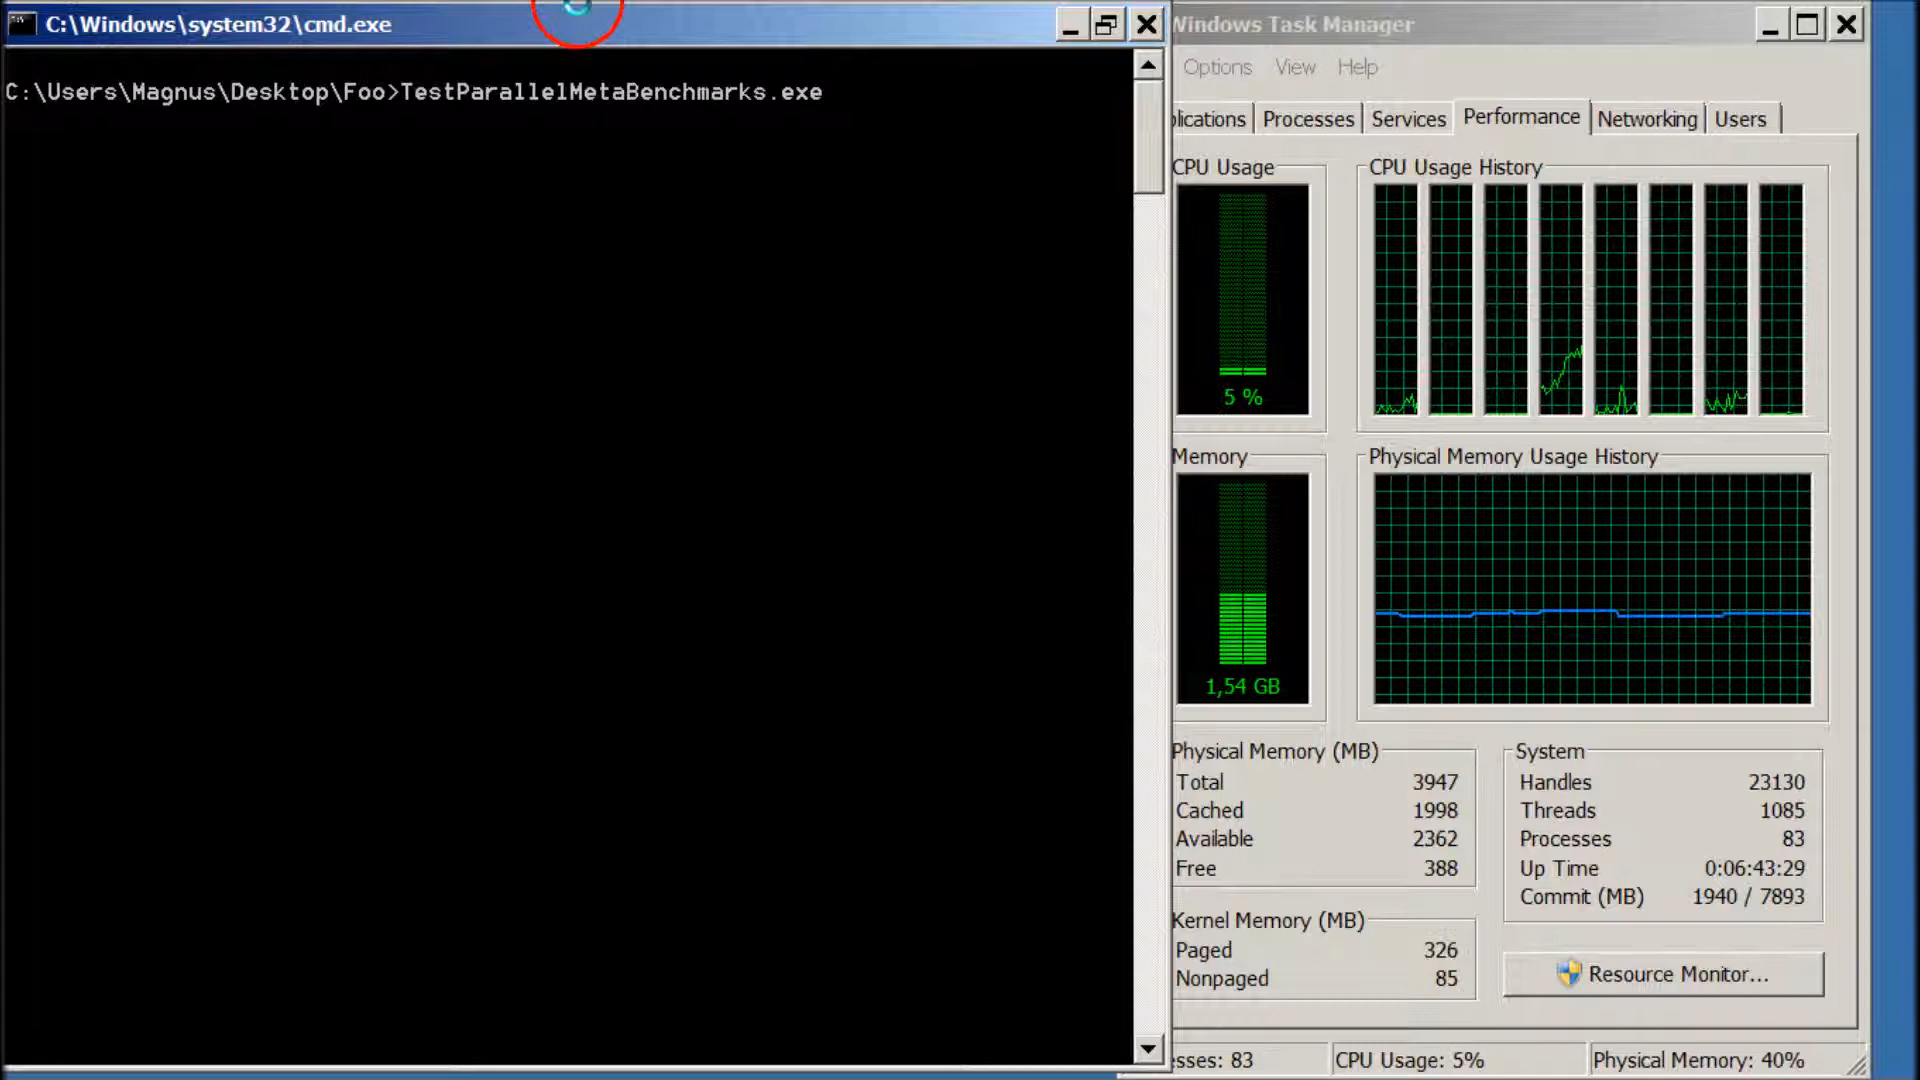 C:\Windows\system32\cmd.exe
C:\Users\Magnus\Desktop\Foo>TestParallelMetaBenchmarks.exe
Windows Task Manager
Options View Help
plications Processes Services Performance Networking Users
CPU Usage
CPU Usage History
5 %
Memory
Physical Memory Usage History
1,54 GB
Physical Memory (MB)
Total 3947
Cached 1998
Available 2362
Free 388
Kernel Memory (MB)
Paged 326
Nonpaged 85
System
Handles 23130
Threads 1085
Processes 83
Up Time 0:06:43:29
Commit (MB) 1940 / 7893
Resource Monitor...
esses: 83
CPU Usage: 5%
Physical Memory: 40%